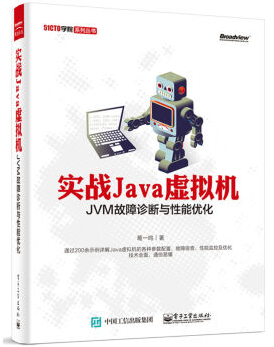 51CTO学院 系列丛书
Broadview
实战Java虚拟机
JVM故障诊断与性能优化
葛一鸣 | 著
通过200余示例详解Java虚拟机的各种参数配置、故障排查、性能监控及优化
技术全面，通俗易懂
中国工信出版集团
电子工业出版社
实战Java虚拟机
JVM故障诊断与性能优化